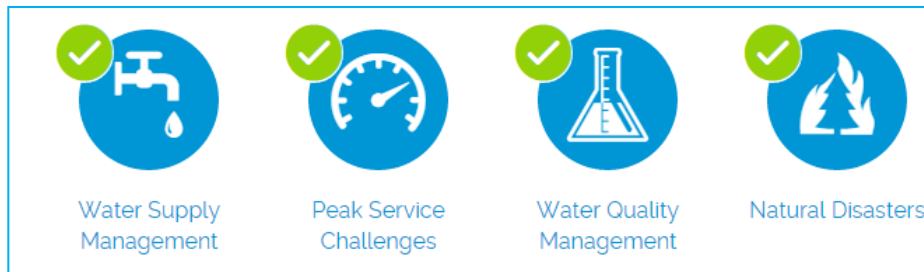 Water Supply
Management
Peak Service
Challenges
Water Quality
Management
Natural Disasters